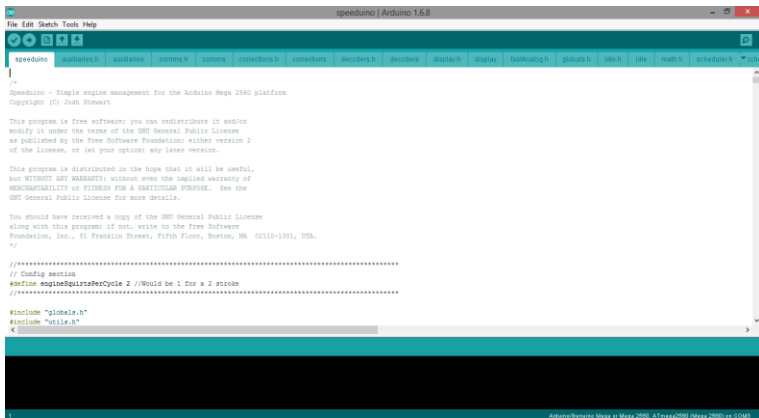 speeduino | Arduino 1.6.8
File Edit Sketch Tools Help
speeduino auxiliaries.h auxiliaries comms.h comms corrections.h corrections decoders.h decoders display.h display fastAnalog.h globals.h idle.h idle math.h scheduler.h
/*
Speeduino - Simple engine management for the Arduino Mega 2560 platform
Copyright (C) Josh Stewart
This program is free software; you can redistribute it and/or
modify it under the terms of the GNU General Public License
as published by the Free Software Foundation; either version 2
of the License, or (at your option) any later version.
This program is distributed in the hope that it will be useful,
but WITHOUT ANY WARRANTY; without even the implied warranty of
MERCHANTABILITY or FITNESS FOR A PARTICULAR PURPOSE.  See the
GNU General Public License for more details.
You should have received a copy of the GNU General Public License
along with this program; if not, write to the Free Software
Foundation, Inc., 51 Franklin Street, Fifth Floor, Boston, MA  02110-1301, USA.
*/
//**************************************************************************************************
// Config section
#define engineSquirtsPerCycle 2 //Would be 1 for a 2 stroke
//**************************************************************************************************
#include "globals.h"
#include "utils.h"
1 Arduino/Genuino Mega or Mega 2560, ATmega2560 (Mega 2560) on COM3